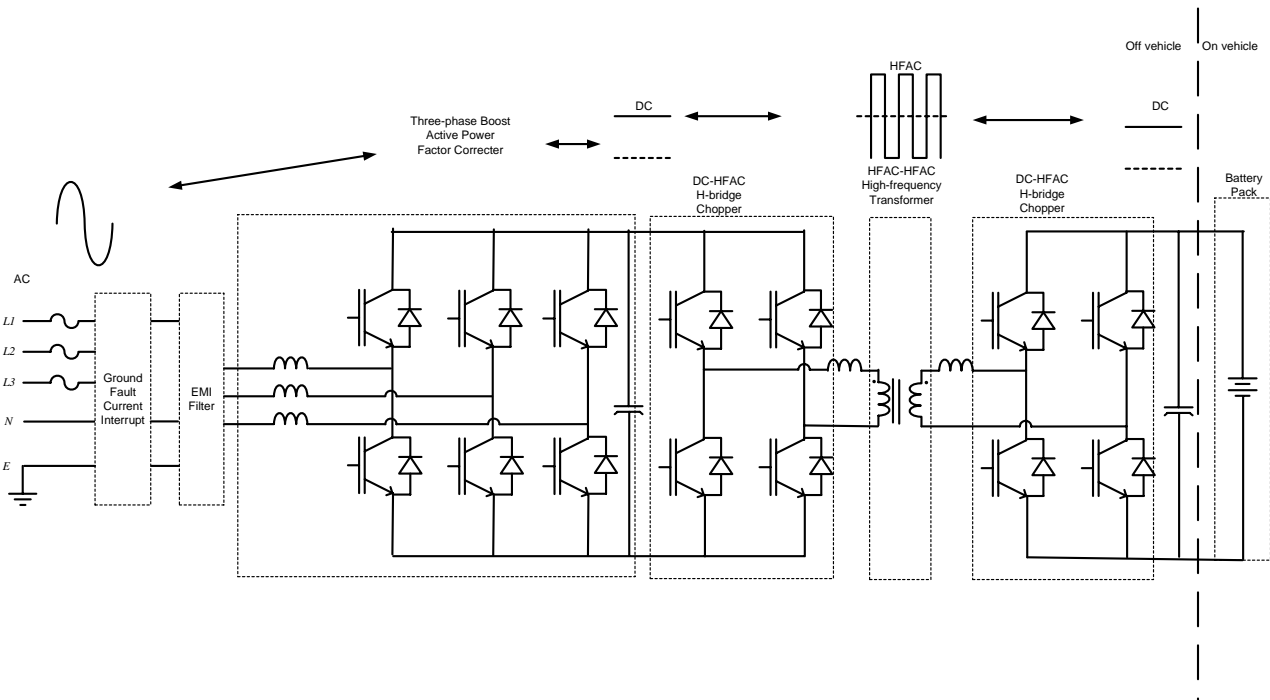 Off vehicle
On vehicle
HFAC
DC
DC
Three-phase Boost
Active Power
Factor Correcter
HFAC-HFAC
High-frequency
Transformer
DC-HFAC
H-bridge
Chopper
DC-HFAC
H-bridge
Chopper
Battery
Pack
AC
L1
L2
L3
N
E
Ground
Fault
Current
Interrupt
EMI
Filter